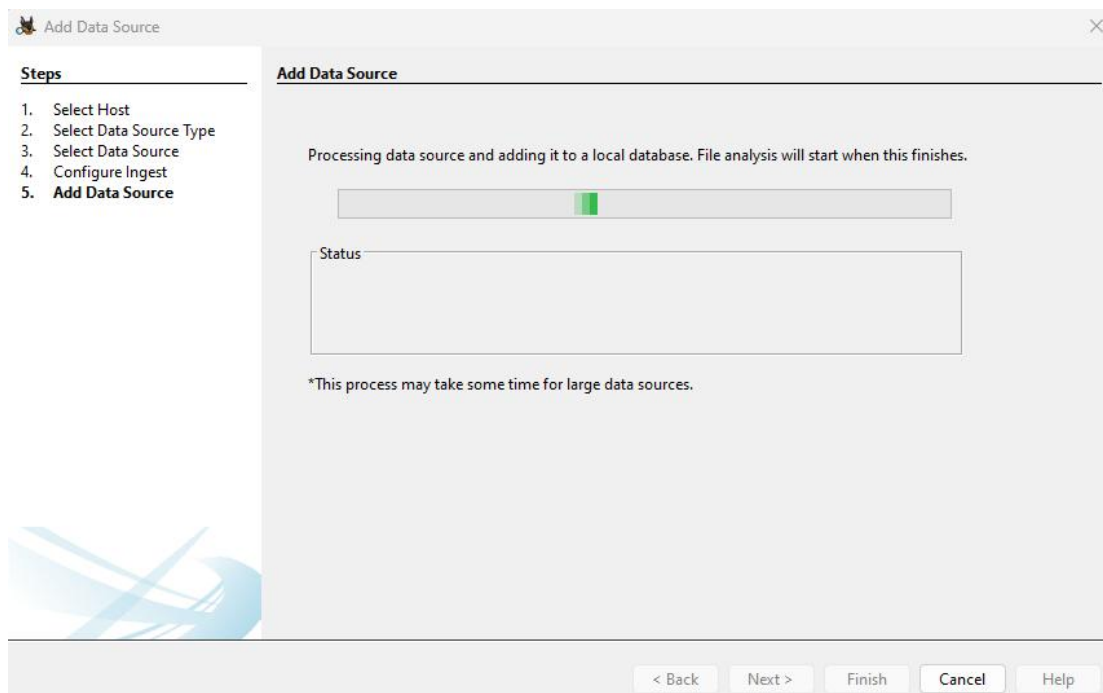 Add Data Source
Steps
1. Select Host
2. Select Data Source Type
3. Select Data Source
4. Configure Ingest
5. Add Data Source
Add Data Source
Processing data source and adding it to a local database. File analysis will start when this finishes.
Status
*This process may take some time for large data sources.
< Back
Next >
Finish
Cancel
Help